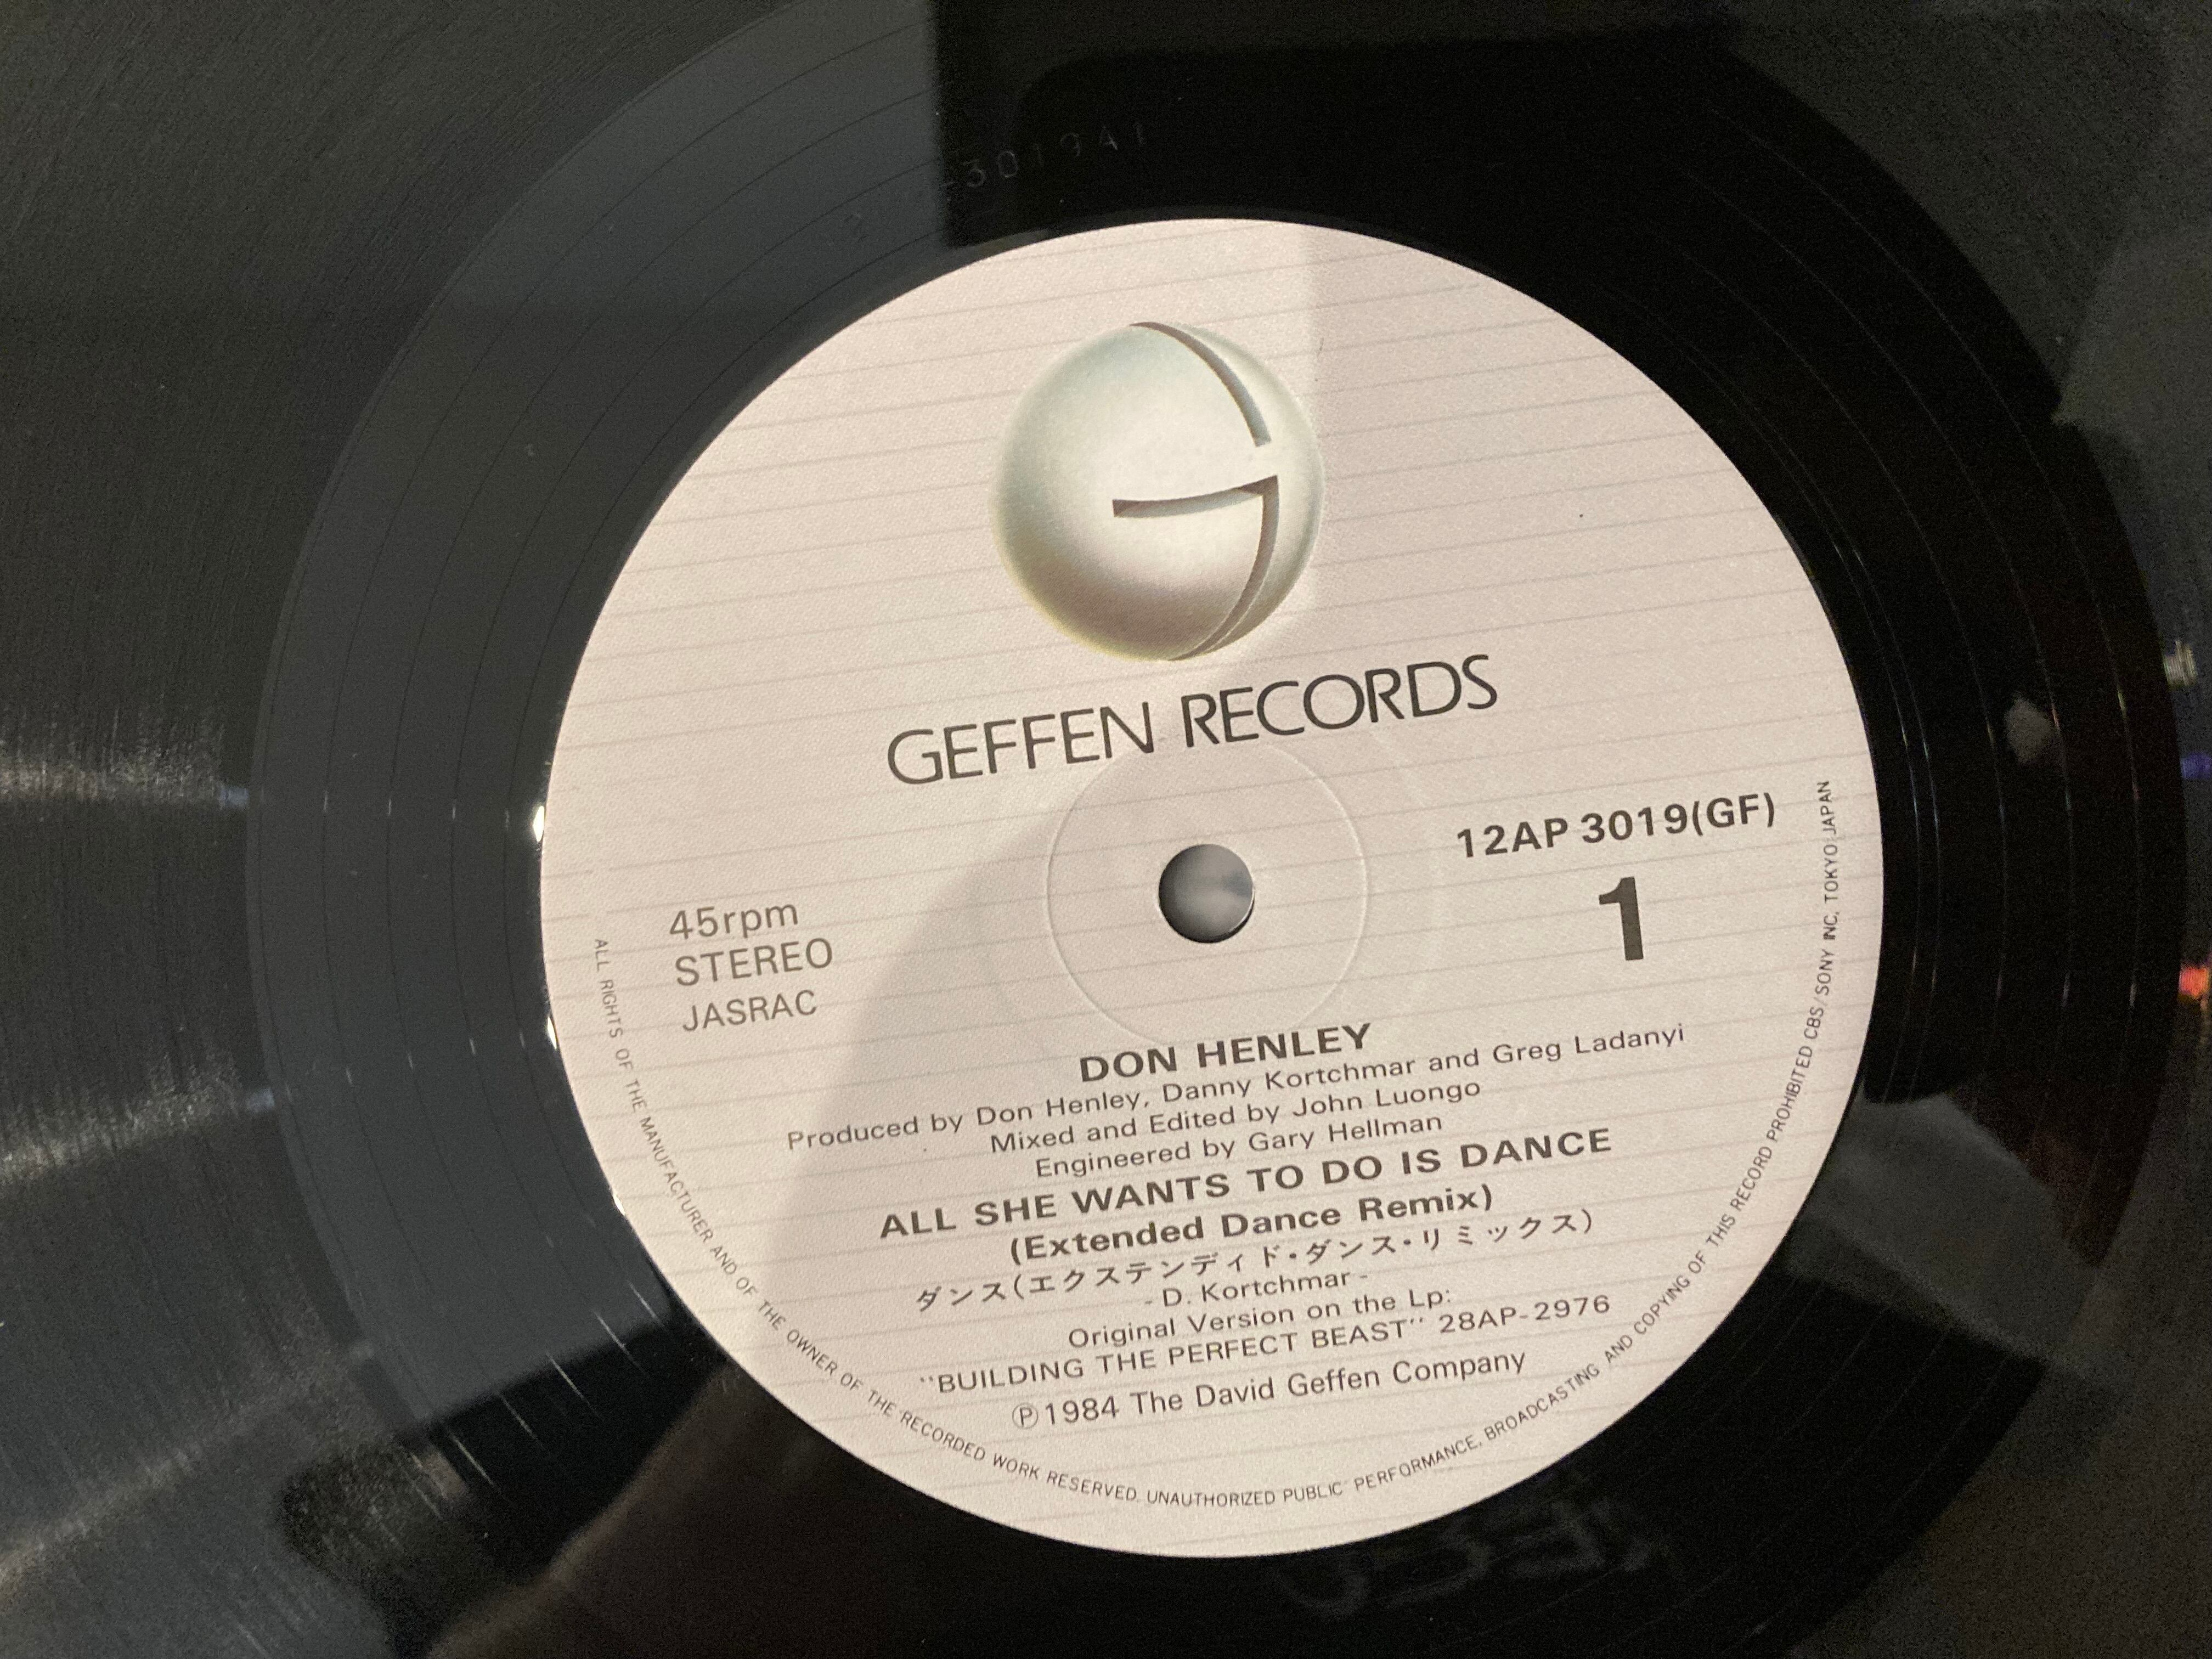 301941
GEFFEN RECORDS
12AP 3019(GF)
1
45rpm
STEREO
JASRAC
DON HENLEY
Produced by Don Henley, Danny Kortchmar and Greg Ladanyi
Mixed and Edited by John Luongo
Engineered by Gary Hellman
ALL SHE WANTS TO DO IS DANCE
(Extended Dance Remix)
ダンス(エクステンディド・ダンス・リミックス)
- D. Kortchmar -
Original Version on the Lp:
"BUILDING THE PERFECT BEAST" 28AP-2976
Ⓟ1984 The David Geffen Company
ALL RIGHTS OF THE MANUFACTURER AND OF THE OWNER OF THE RECORDED WORK RESERVED. UNAUTHORIZED PUBLIC PERFORMANCE, BROADCASTING AND COPYING OF THIS RECORD PROHIBITED CBS/SONY INC. TOKYO JAPAN